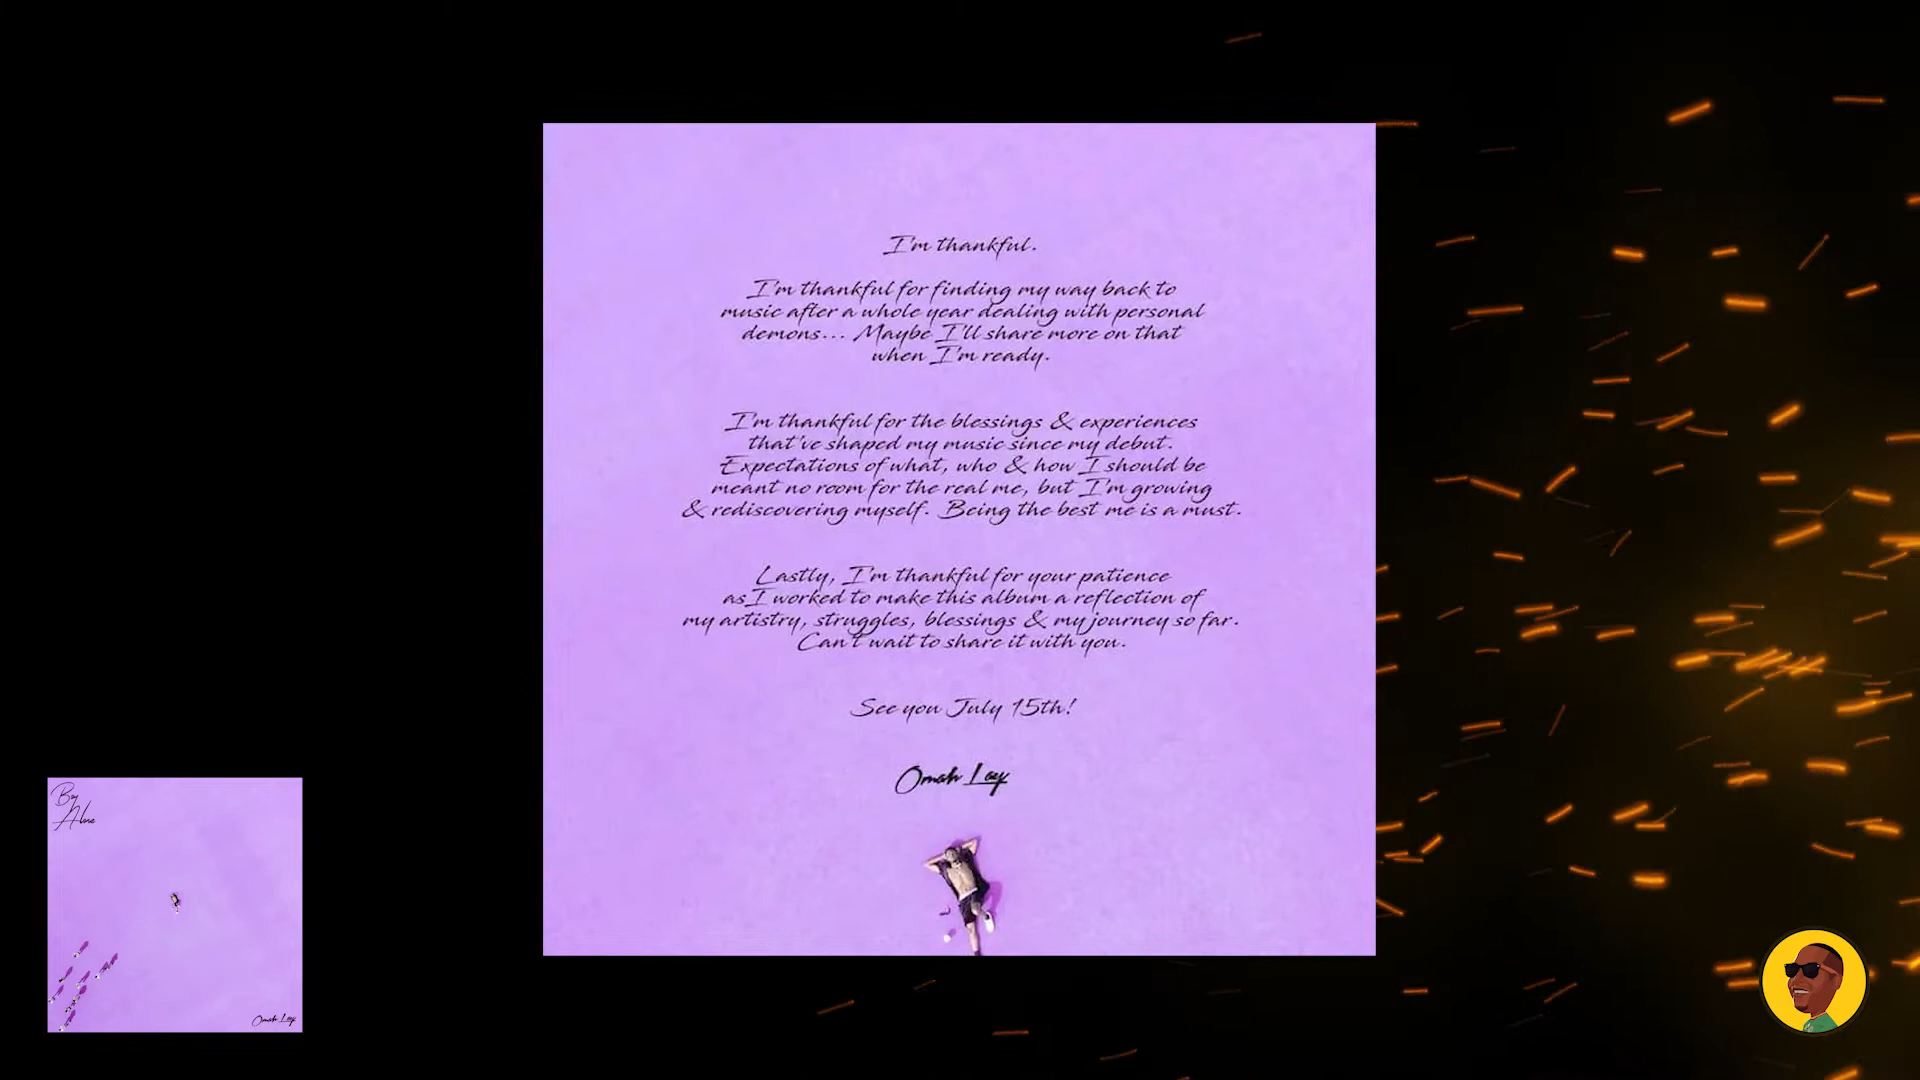 I'm thankful.
I'm thankful for finding my way back to
music after a whole year dealing with personal
demons... Maybe I'll share more on that
when I'm ready.
I'm thankful for the blessings & experiences
that've shaped my music since my debut.
Expectations of what, who & how I should be
meant no room for the real me, but I'm growing
& rediscovering myself. Being the best me is a must.
Lastly, I'm thankful for your patience
as I worked to make this album a reflection of
my artistry, struggles, blessings & my journey so far.
Can't wait to share it with you.
See you July 15th!
Omah Lay
Boy
Alone
Omah Lay